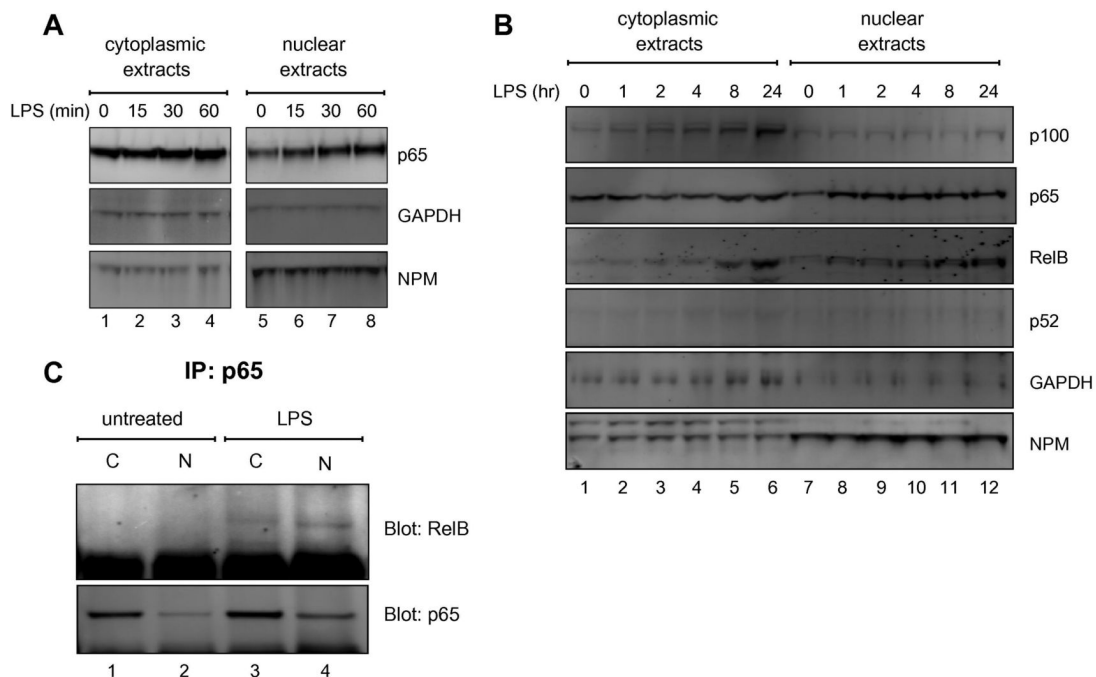 A
cytoplasmic
extracts
nuclear
extracts
LPS (min) 0 15 30 60 0 15 30 60
p65
GAPDH
NPM
1 2 3 4 5 6 7 8
B
cytoplasmic
extracts
nuclear
extracts
LPS (hr) 0 1 2 4 8 24 0 1 2 4 8 24
p100
p65
RelB
p52
GAPDH
NPM
1 2 3 4 5 6 7 8 9 10 11 12
C
IP: p65
untreated LPS
C N C N
Blot: RelB
Blot: p65
1 2 3 4